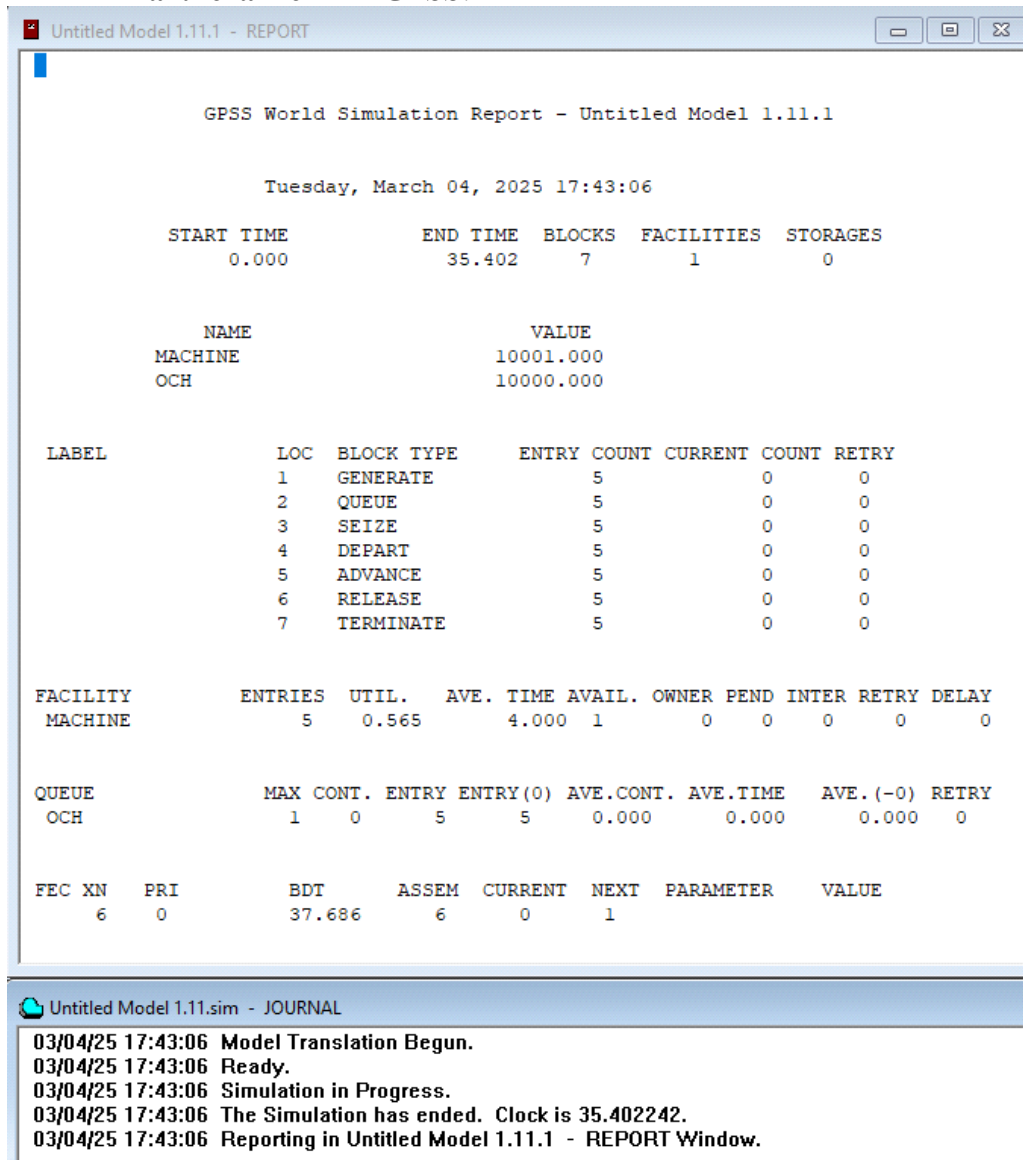 Untitled Model 1.11.1 - REPORT
GPSS World Simulation Report - Untitled Model 1.11.1
Tuesday, March 04, 2025 17:43:06
START TIME END TIME BLOCKS FACILITIES STORAGES
0.000 35.402 7 1 0
NAME VALUE
MACHINE 10001.000
OCH 10000.000
LABEL LOC BLOCK TYPE ENTRY COUNT CURRENT COUNT RETRY
1 GENERATE 5 0 0
2 QUEUE 5 0 0
3 SEIZE 5 0 0
4 DEPART 5 0 0
5 ADVANCE 5 0 0
6 RELEASE 5 0 0
7 TERMINATE 5 0 0
FACILITY ENTRIES UTIL. AVE. TIME AVAIL. OWNER PEND INTER RETRY DELAY
MACHINE 5 0.565 4.000 1 0 0 0 0 0
QUEUE MAX CONT. ENTRY ENTRY(0) AVE.CONT. AVE.TIME AVE.(-0) RETRY
OCH 1 0 5 5 0.000 0.000 0.000 0
FEC XN PRI BDT ASSEM CURRENT NEXT PARAMETER VALUE
6 0 37.686 6 0 1
Untitled Model 1.11.sim - JOURNAL
03/04/25 17:43:06 Model Translation Begun.
03/04/25 17:43:06 Ready.
03/04/25 17:43:06 Simulation in Progress.
03/04/25 17:43:06 The Simulation has ended. Clock is 35.402242.
03/04/25 17:43:06 Reporting in Untitled Model 1.11.1 - REPORT Window.